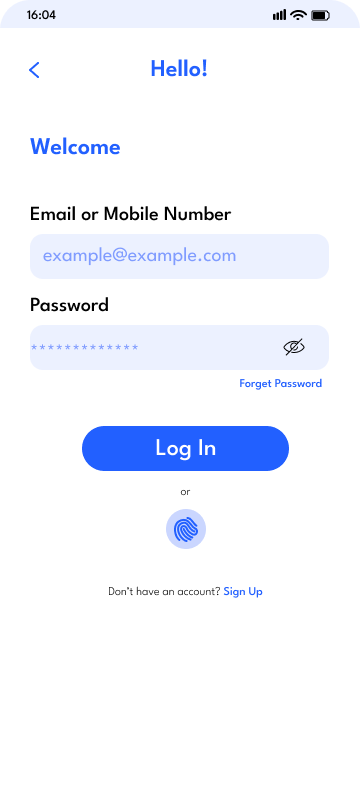 16:04
Hello!
Welcome
Email or Mobile Number
example@example.com
Password
*************
Forget Password
Log In
or
Don't have an account? Sign Up